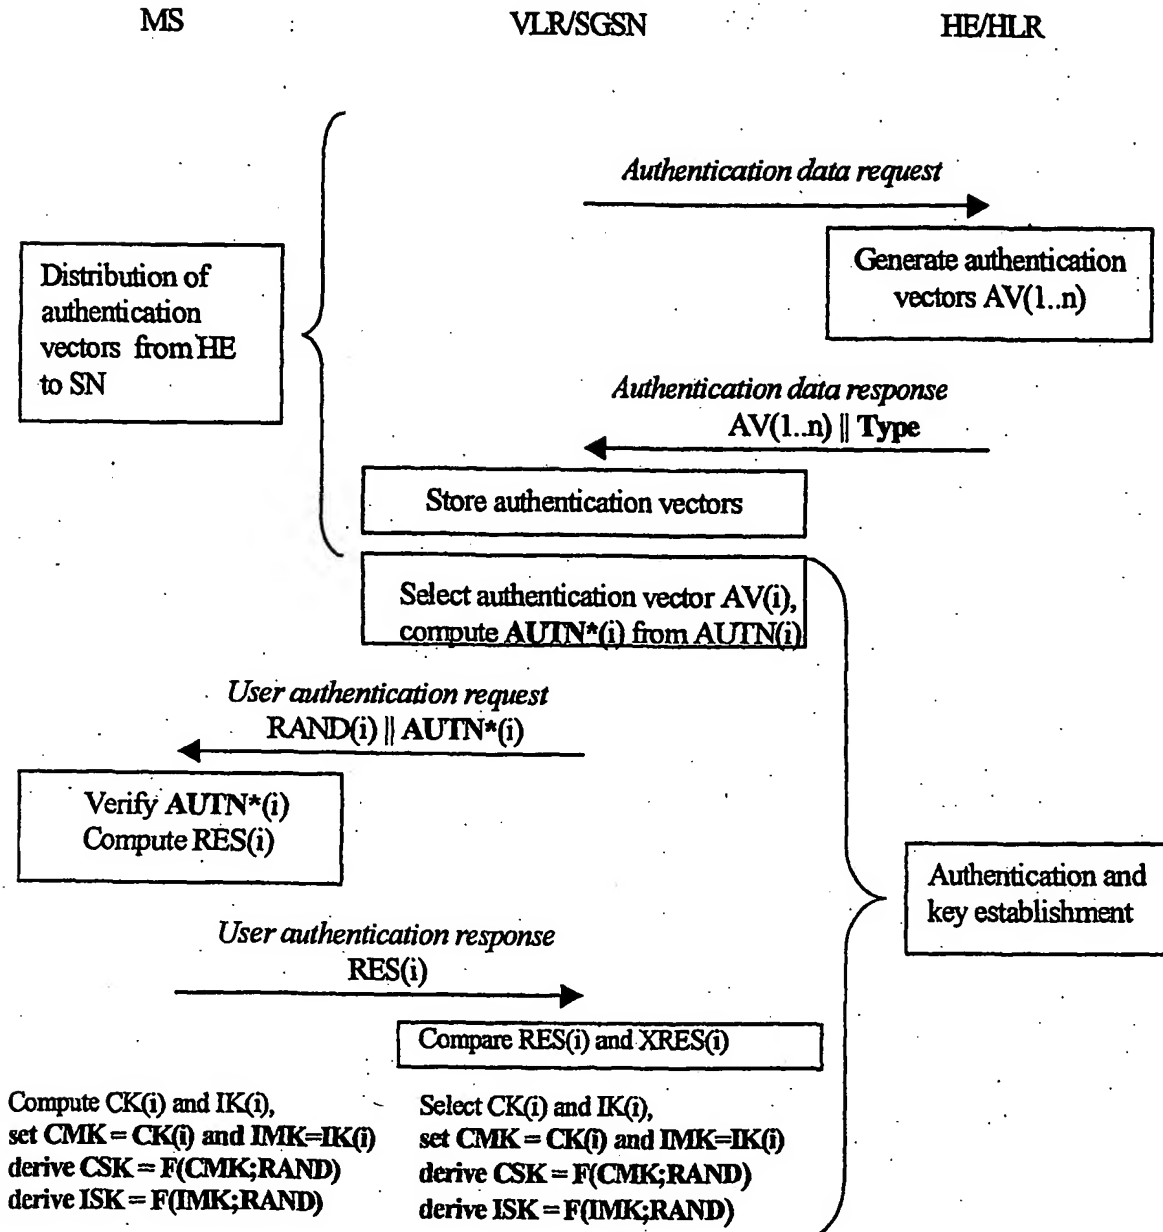 MS
VLR/SGSN
HE/HLR
Authentication data request
Distribution of
authentication
vectors from HE
to SN
Generate authentication
vectors AV(1..n)
Authentication data response
AV(1..n) || Type
Store authentication vectors
Select authentication vector AV(i),
compute AUTN*(i) from AUTN(i)
User authentication request
RAND(i) || AUTN*(i)
Verify AUTN*(i)
Compute RES(i)
Authentication and
key establishment
User authentication response
RES(i)
Compare RES(i) and XRES(i)
Compute CK(i) and IK(i),
set CMK = CK(i) and IMK=IK(i)
derive CSK = F(CMK;RAND)
derive ISK = F(IMK;RAND)
Select CK(i) and IK(i),
set CMK = CK(i) and IMK=IK(i)
derive CSK = F(CMK;RAND)
derive ISK = F(IMK;RAND)